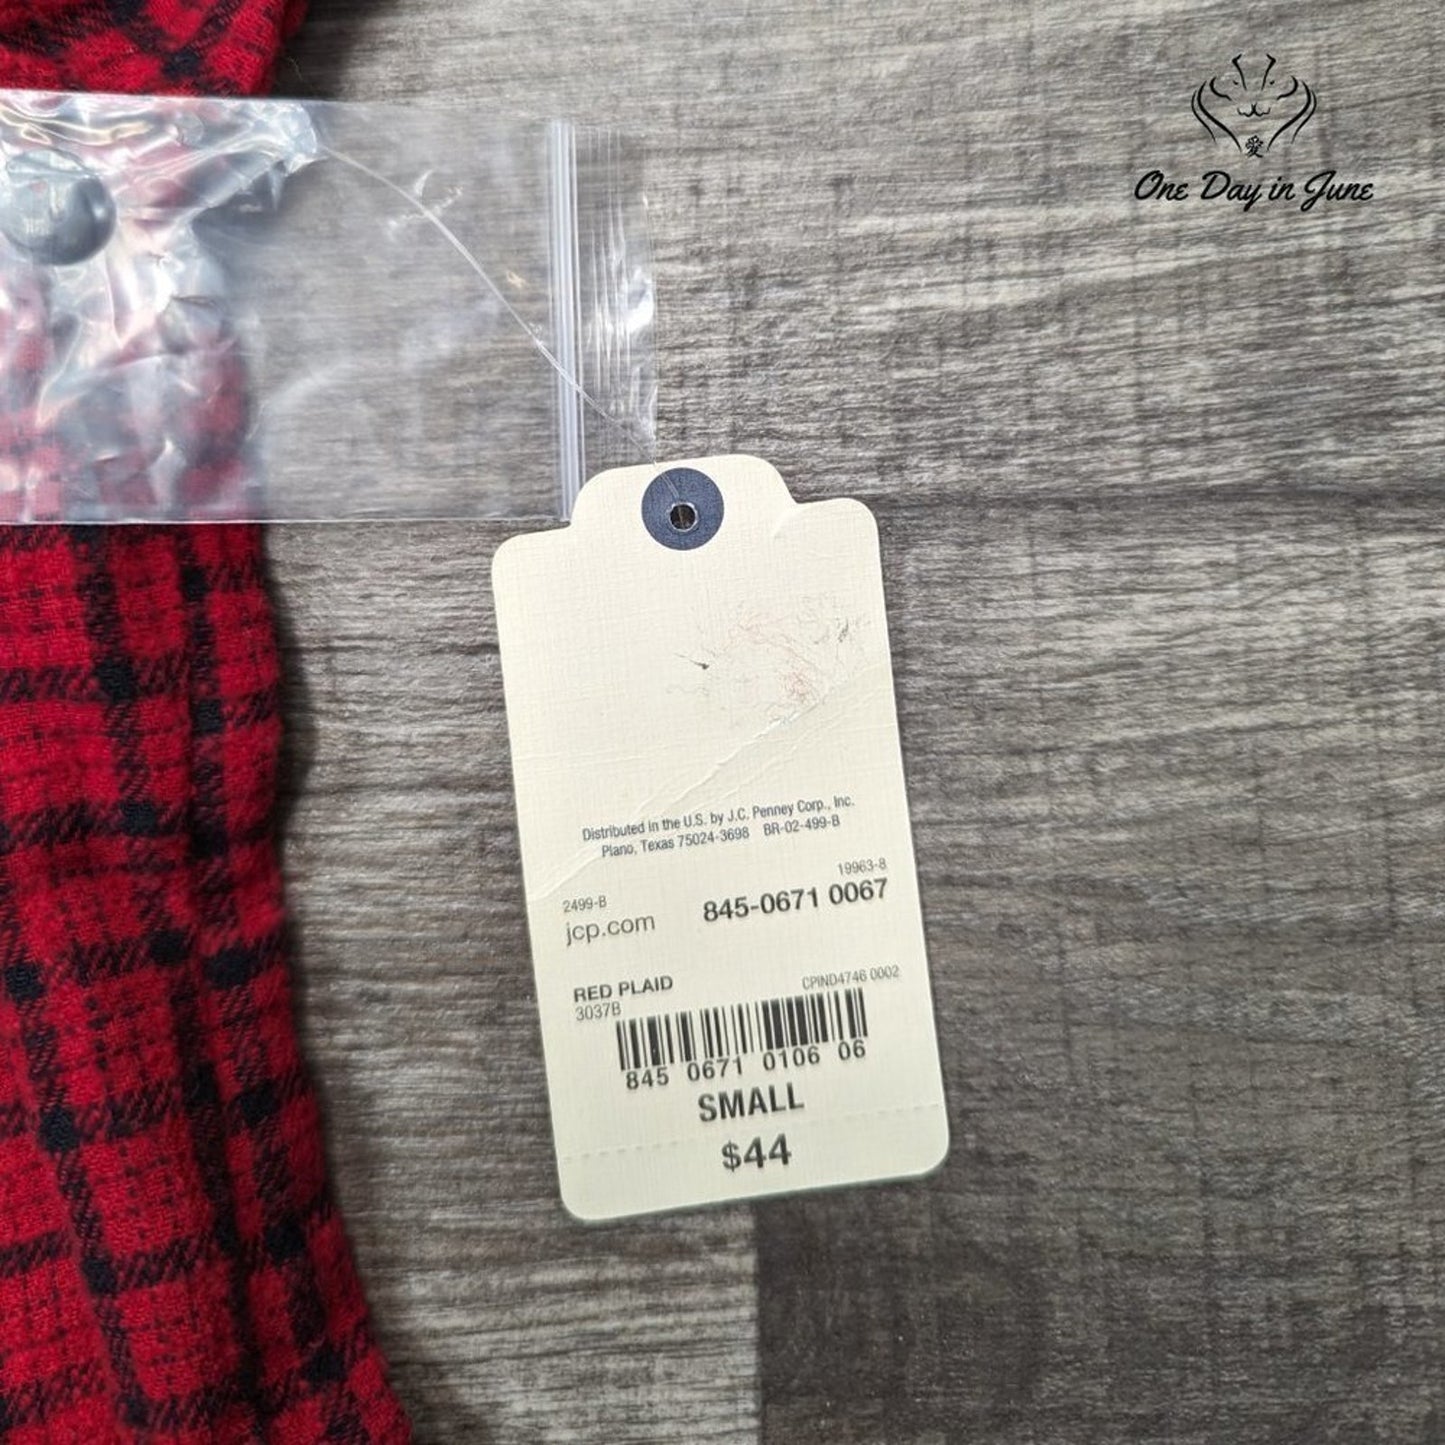 愛
One Day in June
Distributed in the U.S. by J.C. Penney Corp., Inc.
Plano, Texas 75024-3698 BR-02-499-B
19963-8
2499-B
jcp.com 845-0671 0067
RED PLAID CPIND4746 0002
3037B
845 0671 0106 06
SMALL
$44